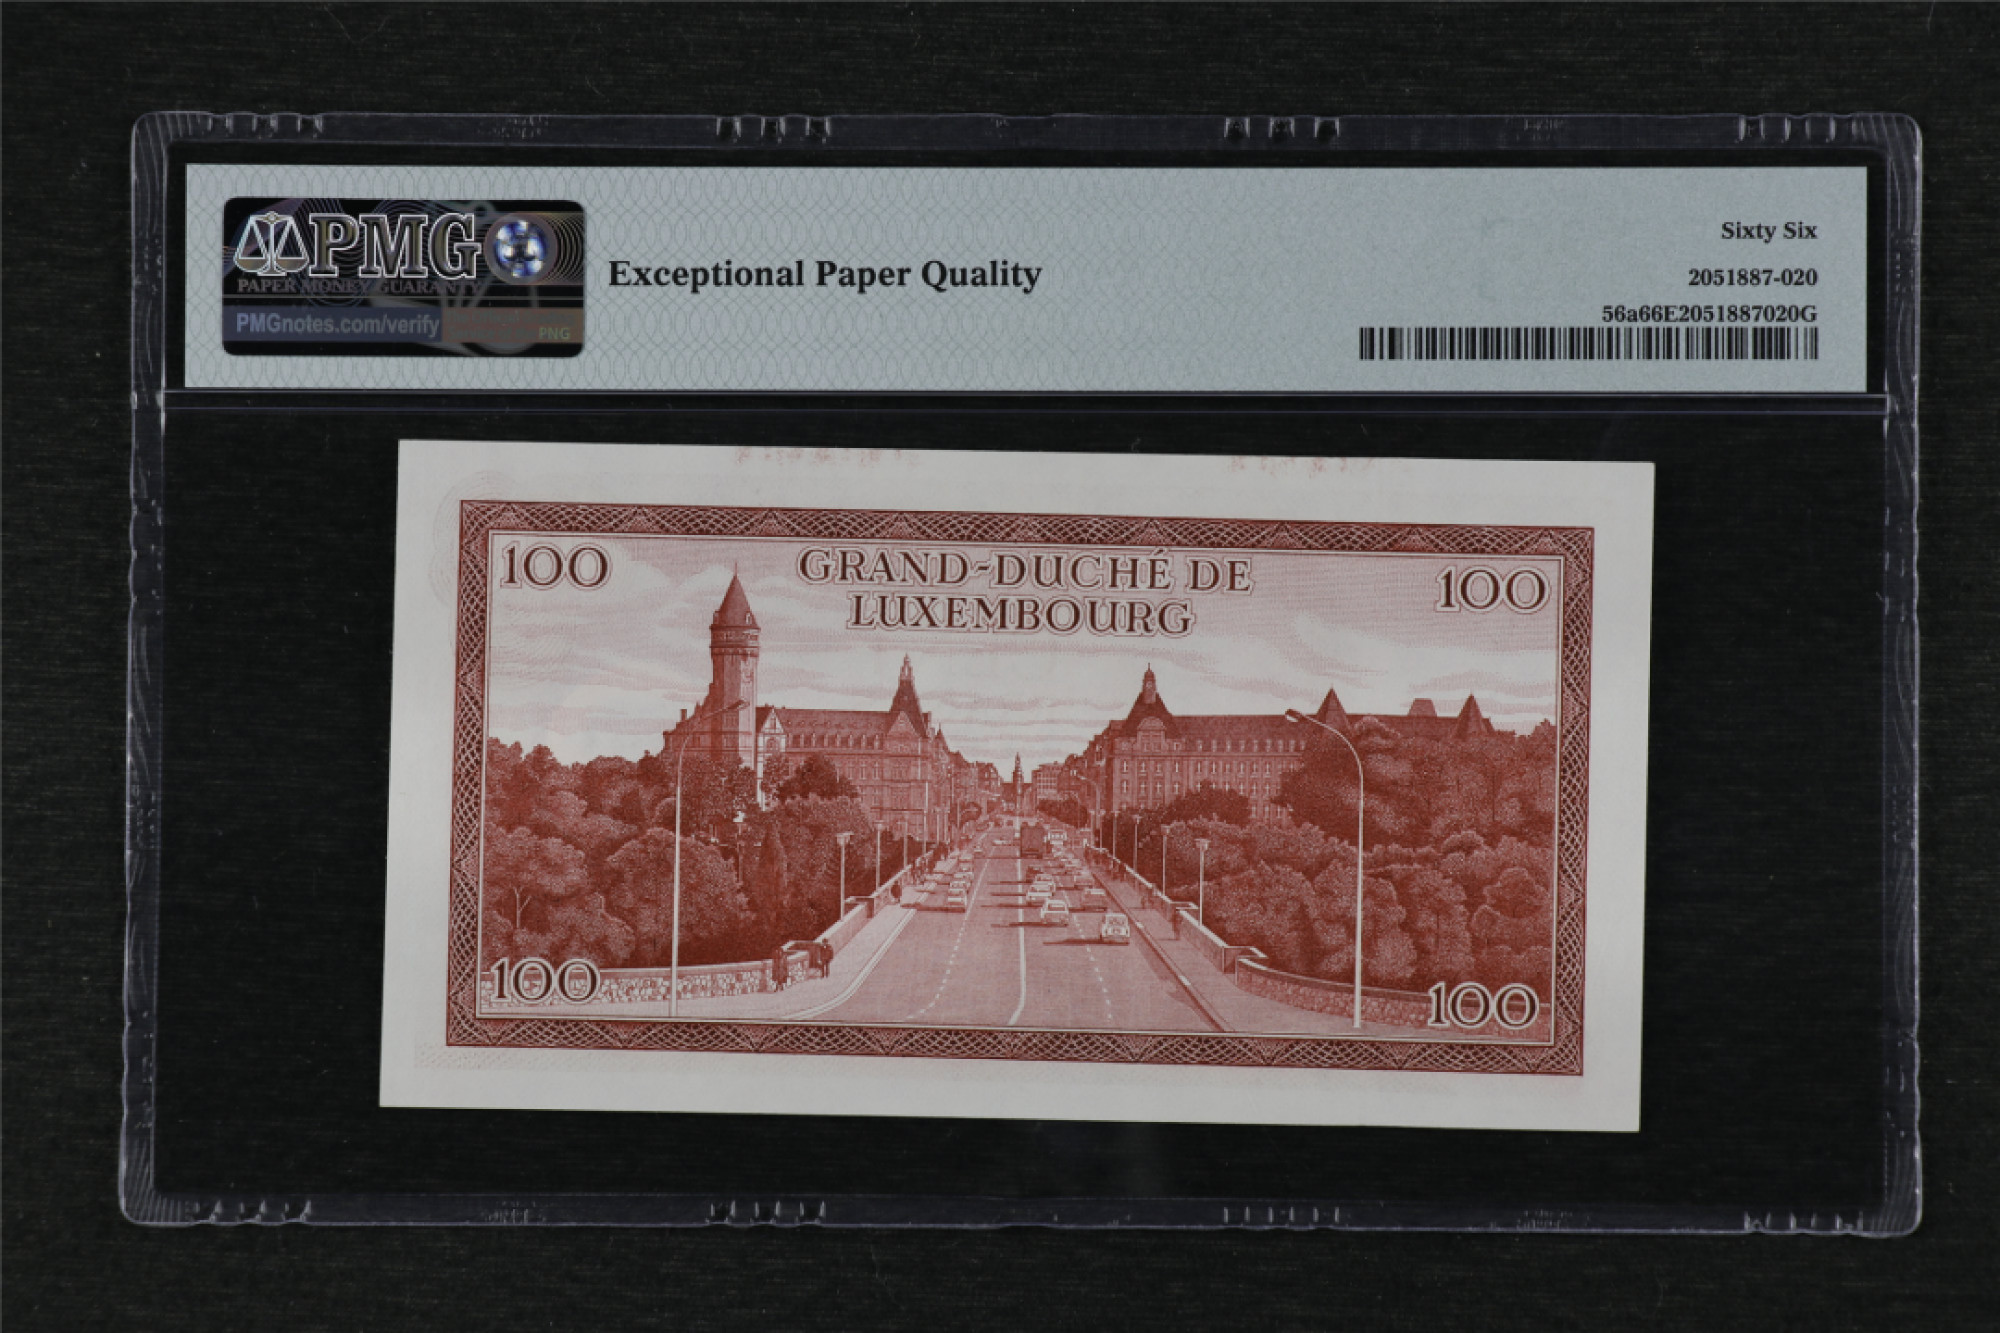 PMG
PAPER MONEY GUARANTY
PMGnotes.com/verify
PNG
Exceptional Paper Quality
Sixty Six
2051887-020
56a66E2051887020G
100
GRAND-DUCHÉ DE
LUXEMBOURG
100
100
100